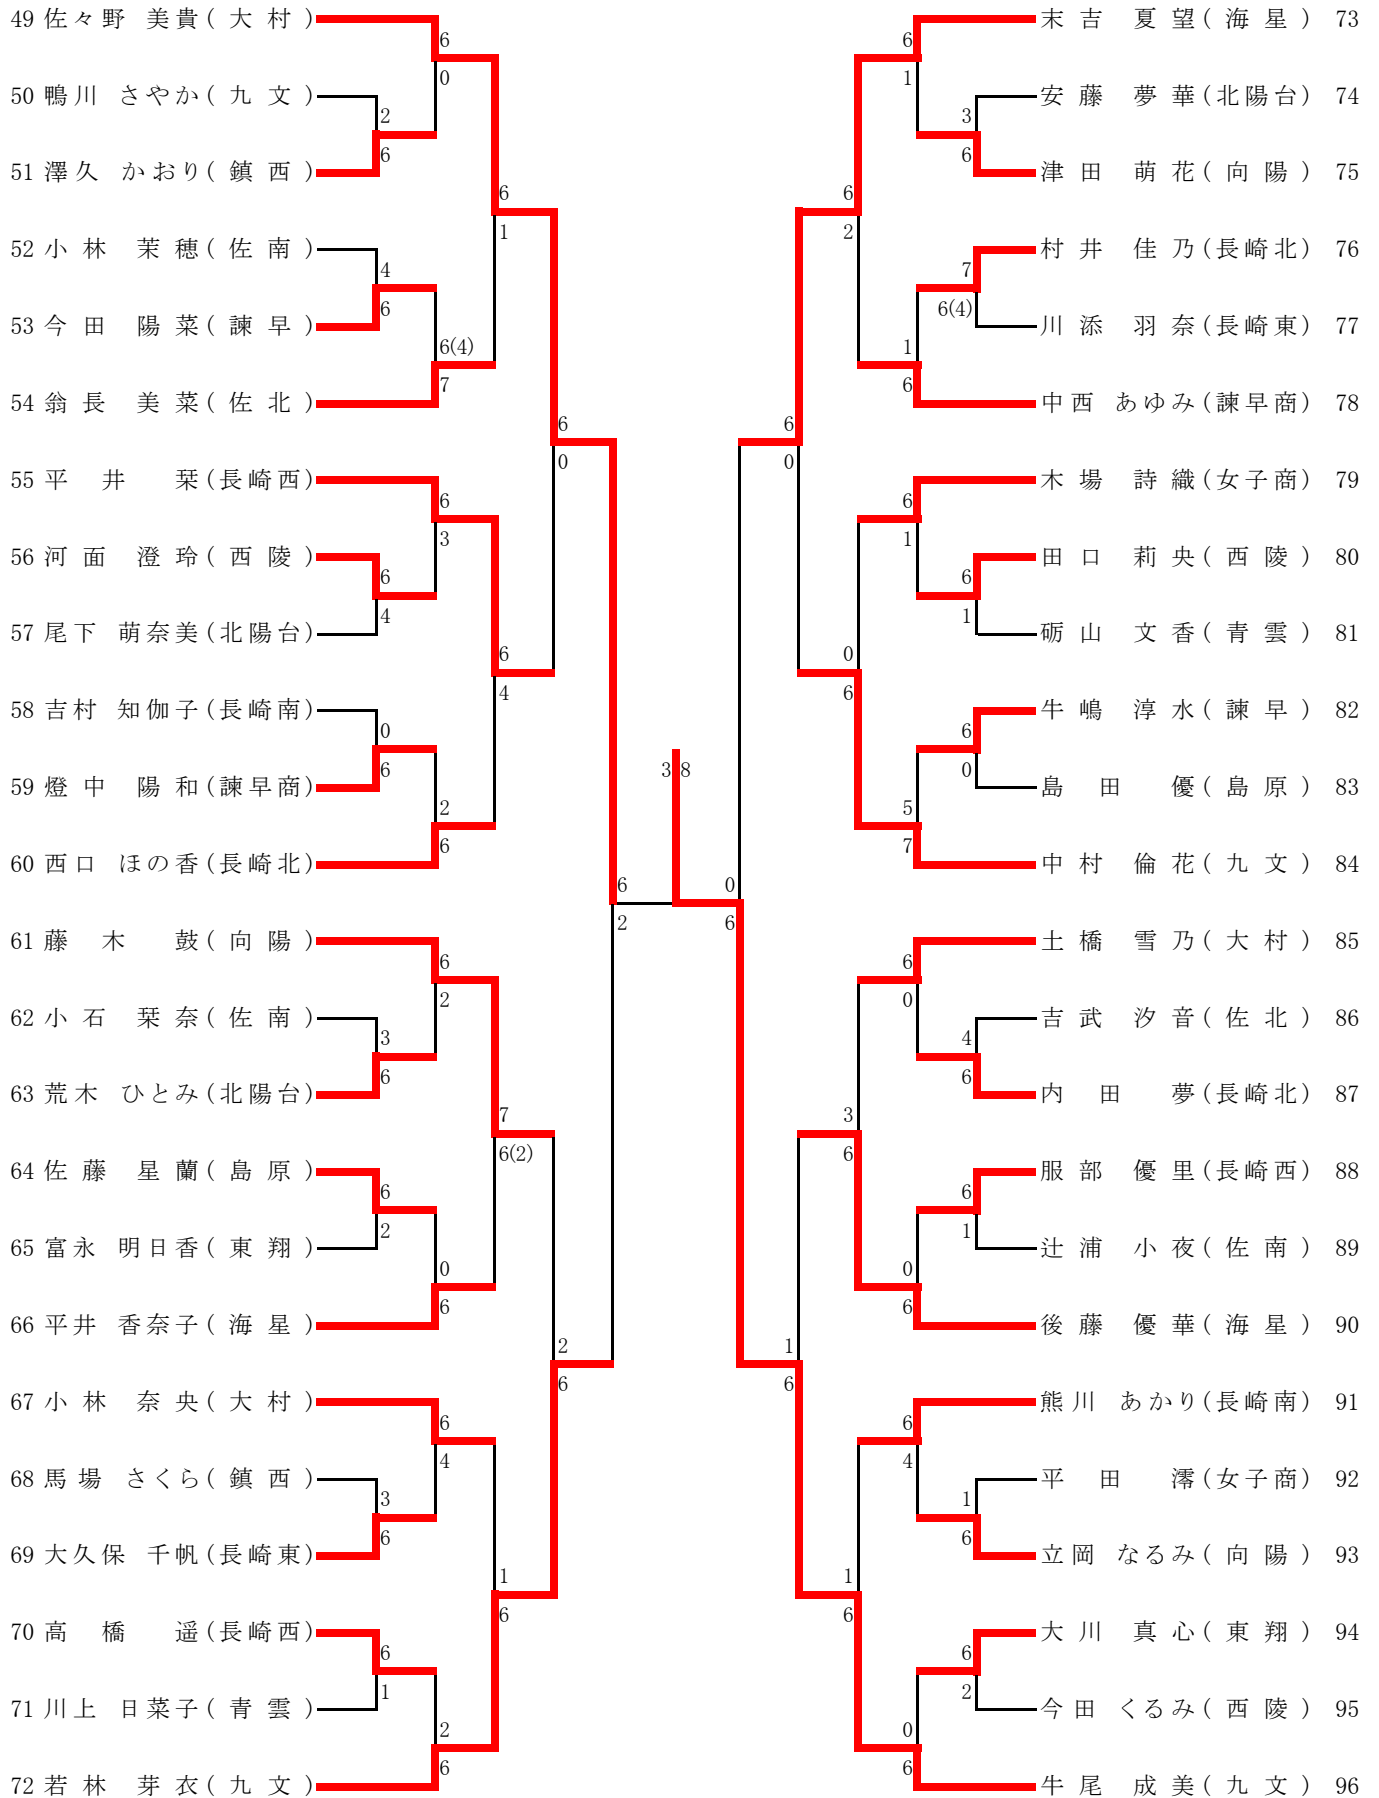 49 佐々野 美貴(大村)
6
0
50 鴨川 さやか(九文)
2
6
51 澤久 かおり(鎮西)
6
1
52 小林 茉穂(佐南)
4
6
53 今田 陽菜(諫早)
6(4)
7
54 翁長 美菜(佐北)
6
0
55 平井 栞(長崎西)
6
3
56 河面 澄玲(西陵)
6
4
57 尾下 萌奈美(北陽台)
6
4
58 吉村 知伽子(長崎南)
0
6
59 燈中 陽和(諫早商)
2
6
60 西口 ほの香(長崎北)
6
2
61 藤木 鼓(向陽)
6
2
62 小石 栞奈(佐南)
3
6
63 荒木 ひとみ(北陽台)
7
6(2)
64 佐藤 星蘭(島原)
6
2
65 富永 明日香(東翔)
0
6
66 平井 香奈子(海星)
2
6
67 小林 奈央(大村)
6
4
68 馬場 さくら(鎮西)
3
6
69 大久保 千帆(長崎東)
1
6
70 高橋 遥(長崎西)
6
1
71 川上 日菜子(青雲)
2
6
72 若林 芽衣(九文)
3 8
末吉 夏望(海星) 73
6
1
安藤 夢華(北陽台) 74
3
6
津田 萌花(向陽) 75
6
2
村井 佳乃(長崎北) 76
7
6(4)
川添 羽奈(長崎東) 77
1
6
中西 あゆみ(諫早商) 78
6
0
木場 詩織(女子商) 79
6
1
田口 莉央(西陵) 80
6
1
砺山 文香(青雲) 81
0
6
牛嶋 淳水(諫早) 82
6
0
島田 優(島原) 83
5
7
中村 倫花(九文) 84
0
6
土橋 雪乃(大村) 85
6
0
吉武 汐音(佐北) 86
4
6
内田 夢(長崎北) 87
3
6
服部 優里(長崎西) 88
6
1
辻浦 小夜(佐南) 89
0
6
後藤 優華(海星) 90
1
6
熊川 あかり(長崎南) 91
6
4
平田 澪(女子商) 92
1
6
立岡 なるみ(向陽) 93
1
6
大川 真心(東翔) 94
6
2
今田 くるみ(西陵) 95
0
6
牛尾 成美(九文) 96